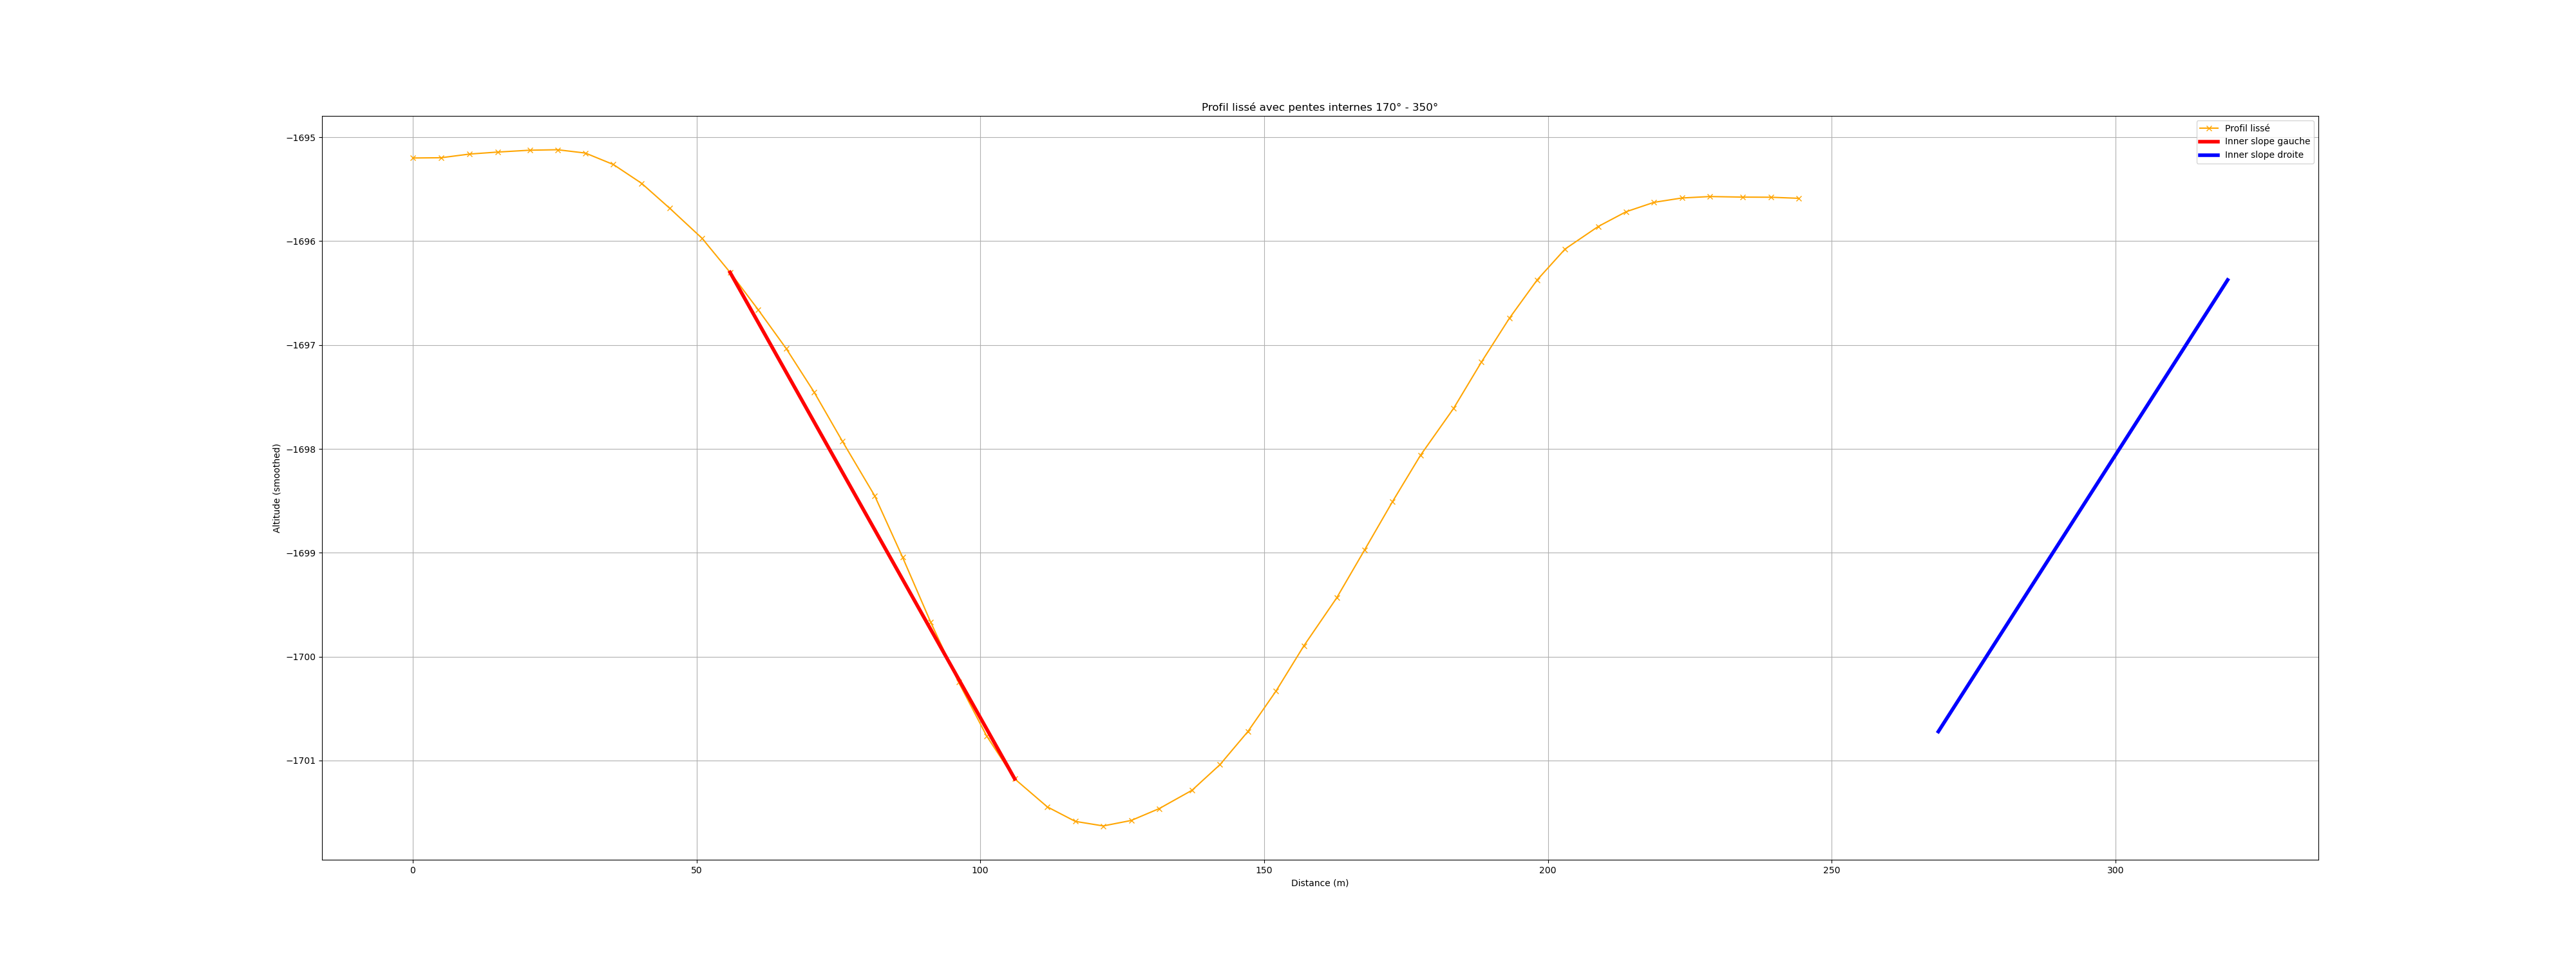 Profil lissé avec pentes internes 170° - 350°
Profil lissé
Inner slope gauche
Inner slope droite
Altitude (smoothed)
−1695
−1696
−1697
−1698
−1699
−1700
−1701
0
50
100
150
200
250
300
Distance (m)